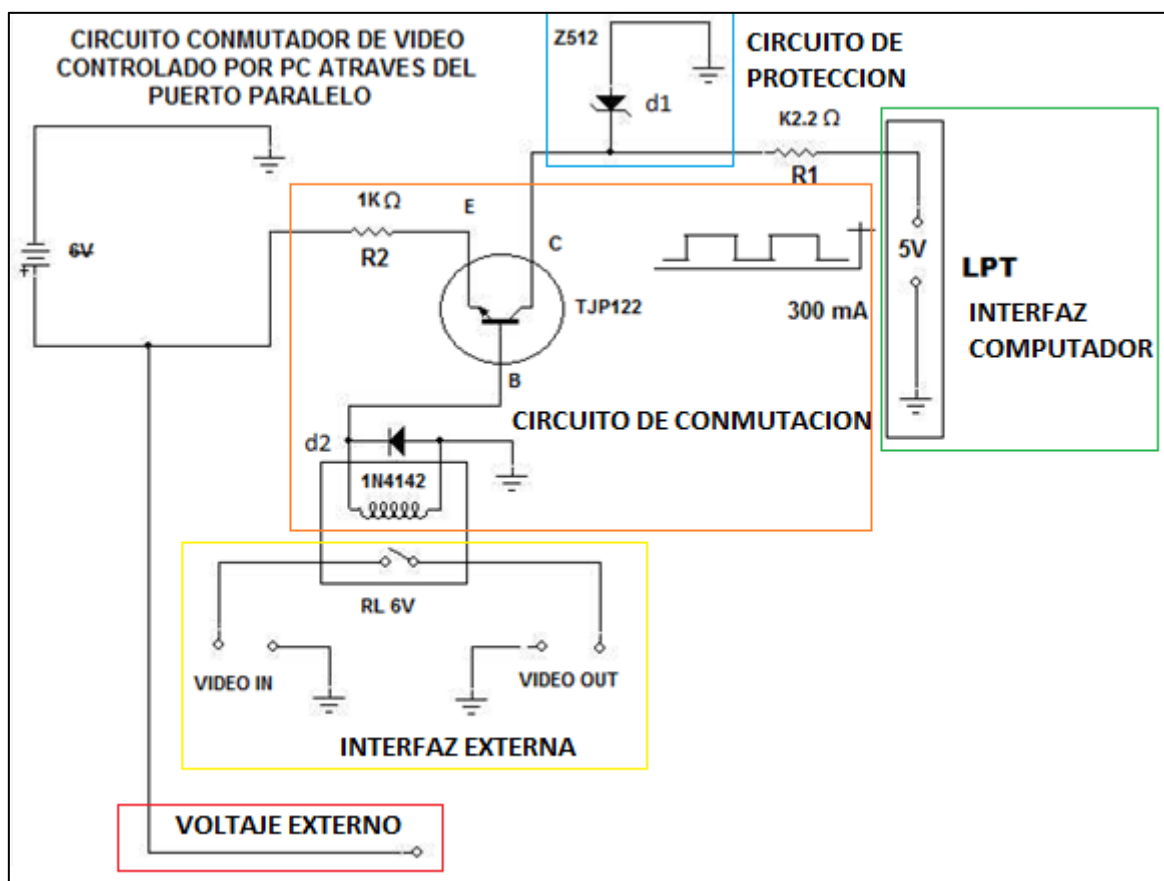 CIRCUITO CONMUTADOR DE VIDEO
CONTROLADO POR PC ATRAVES DEL
PUERTO PARALELO
Z512
d1
CIRCUITO DE
PROTECCION
K2.2 Ω
R1
1K Ω
R2
E
C
B
TJP122
6V
+
300 mA
5V
LPT
INTERFAZ
COMPUTADOR
CIRCUITO DE CONMUTACION
d2
1N4142
RL 6V
VIDEO IN
VIDEO OUT
INTERFAZ EXTERNA
VOLTAJE EXTERNO